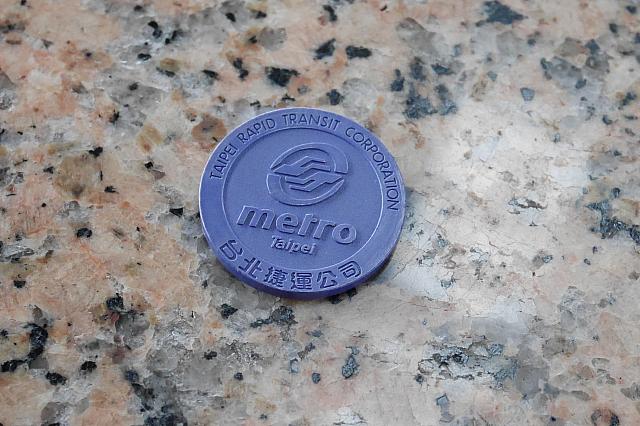 TAIPEI RAPID TRANSIT CORPORATION
metro
taipei
台北捷運公司